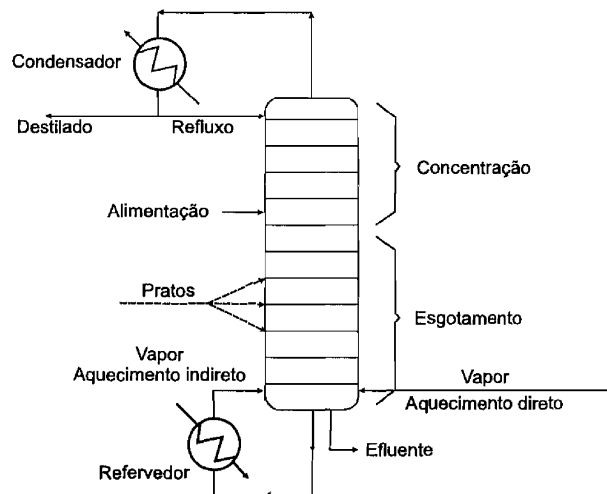 Condensador
Destilado
Refluxo
Concentração
Alimentação
Pratos
Esgotamento
Vapor
Aquecimento indireto
Vapor
Aquecimento direto
Efluente
Refervedor